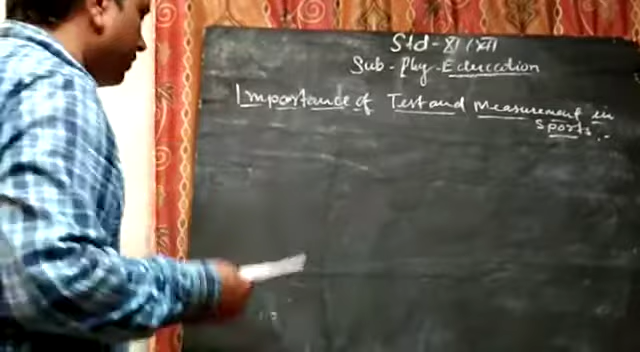 Std - XI / XII
Sub - Phy - Education
Importance of Test and Measurement in
Sports :-